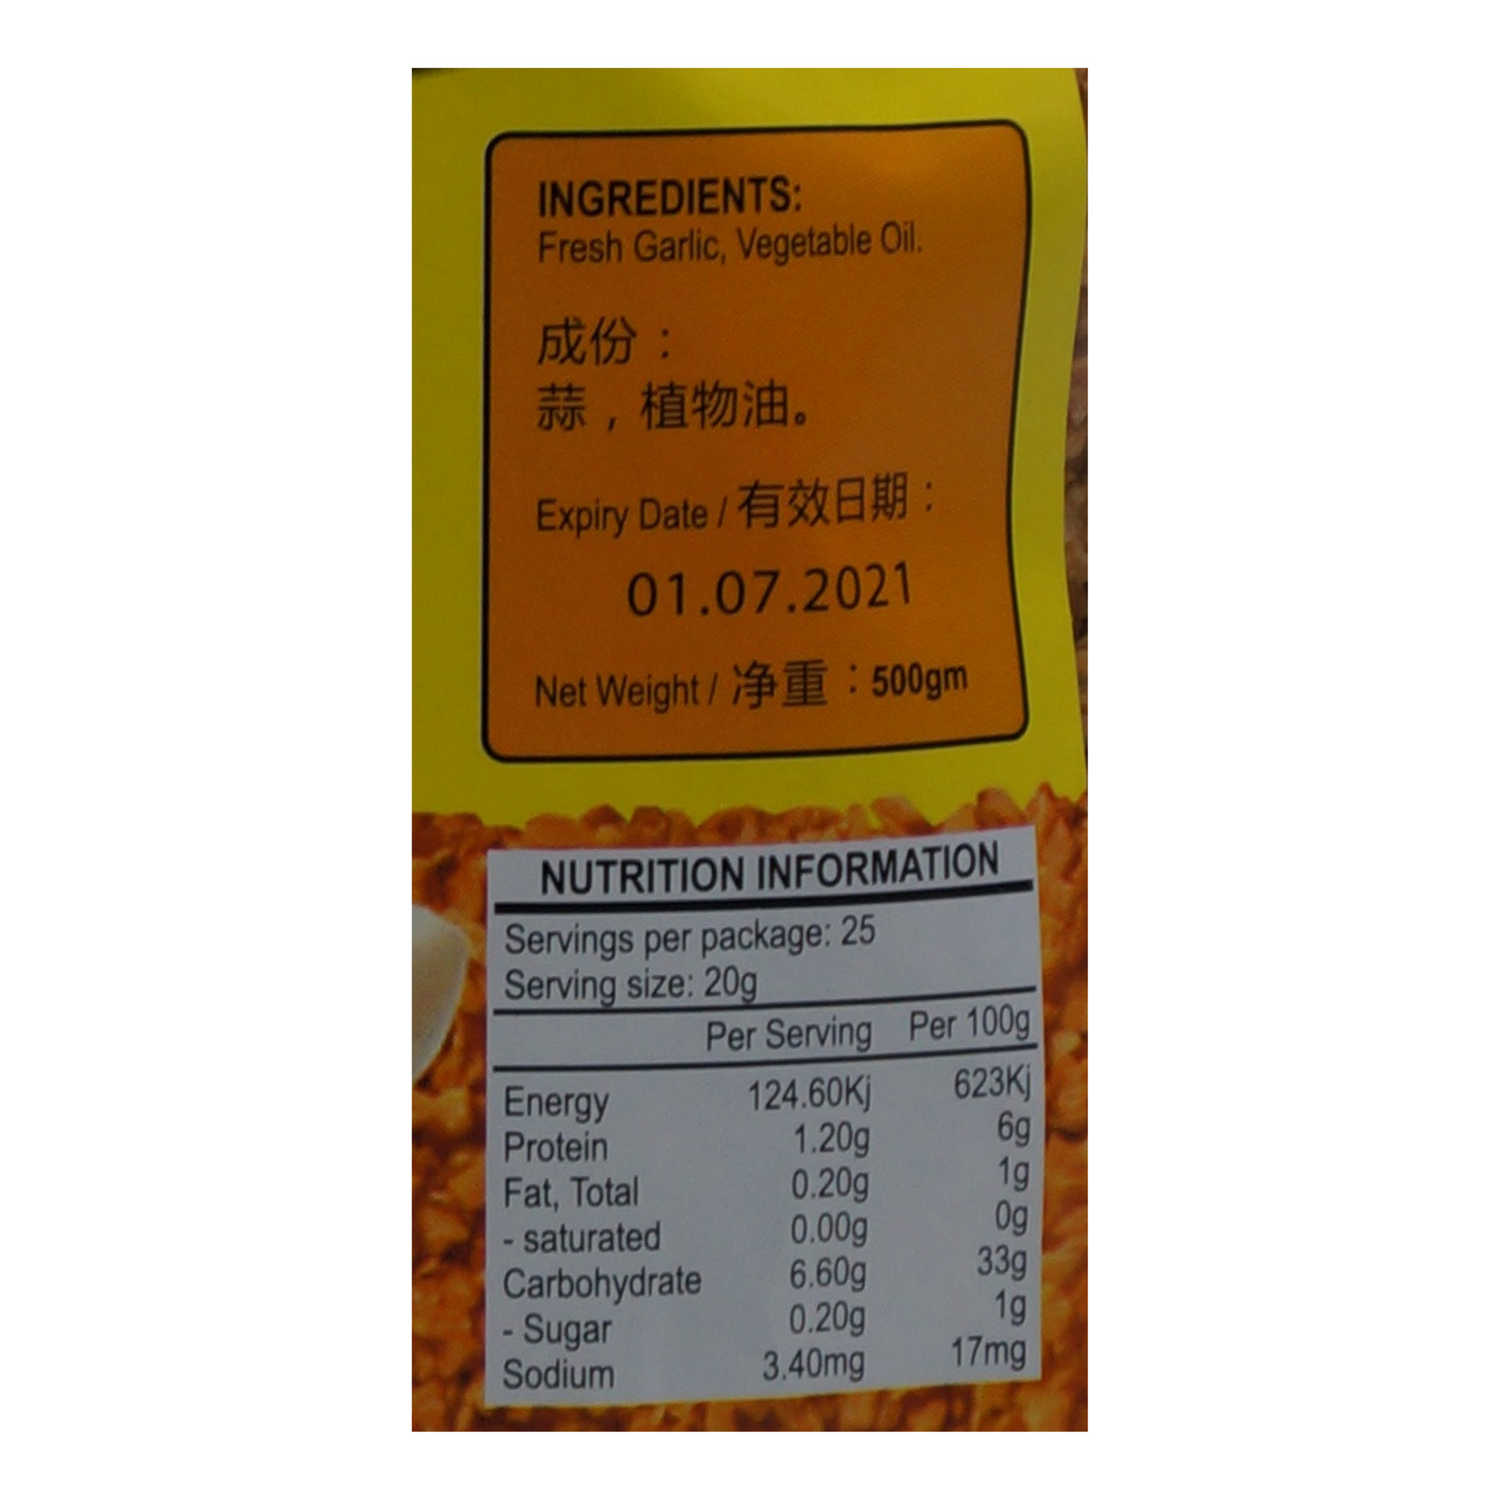 INGREDIENTS:
Fresh Garlic, Vegetable Oil.
成份：
蒜，植物油。
Expiry Date / 有效日期：
01.07.2021
Net Weight / 净重：500gm
NUTRITION INFORMATION
Servings per package: 25
Serving size: 20g
Per Serving Per 100g
Energy 124.60Kj 623Kj
Protein 1.20g 6g
Fat, Total 0.20g 1g
- saturated 0.00g 0g
Carbohydrate 6.60g 33g
- Sugar 0.20g 1g
Sodium 3.40mg 17mg